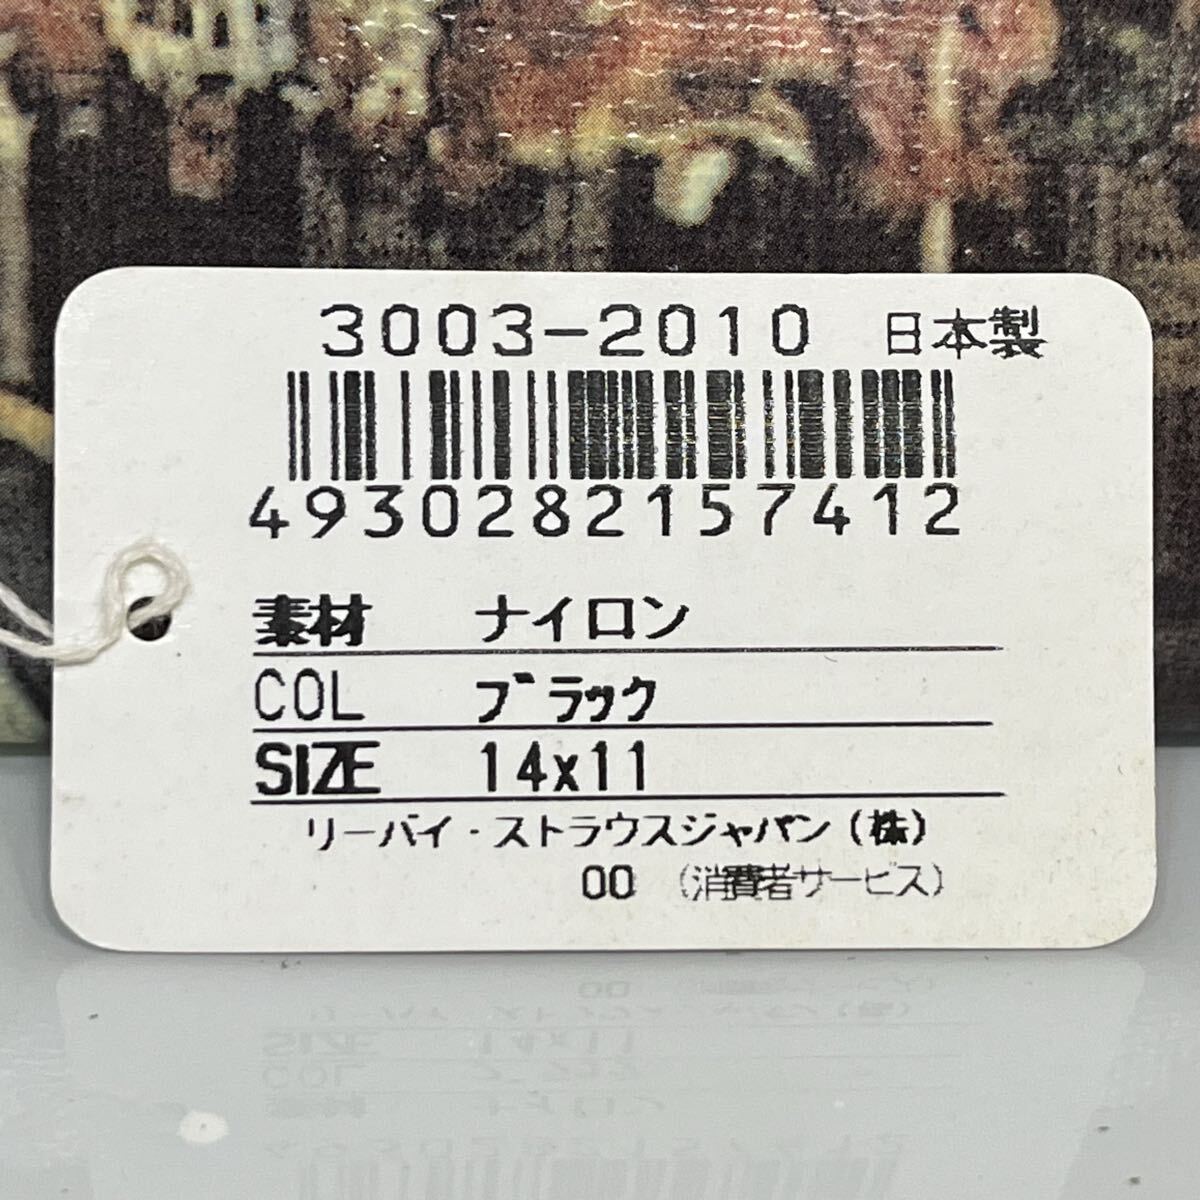 3003-2010 日本製
4930282157412
素材 ナイロン
COL ブラック
SIZE 14x11
リーバイ・ストラウスジャパン(株)
00 (消費者サービス)